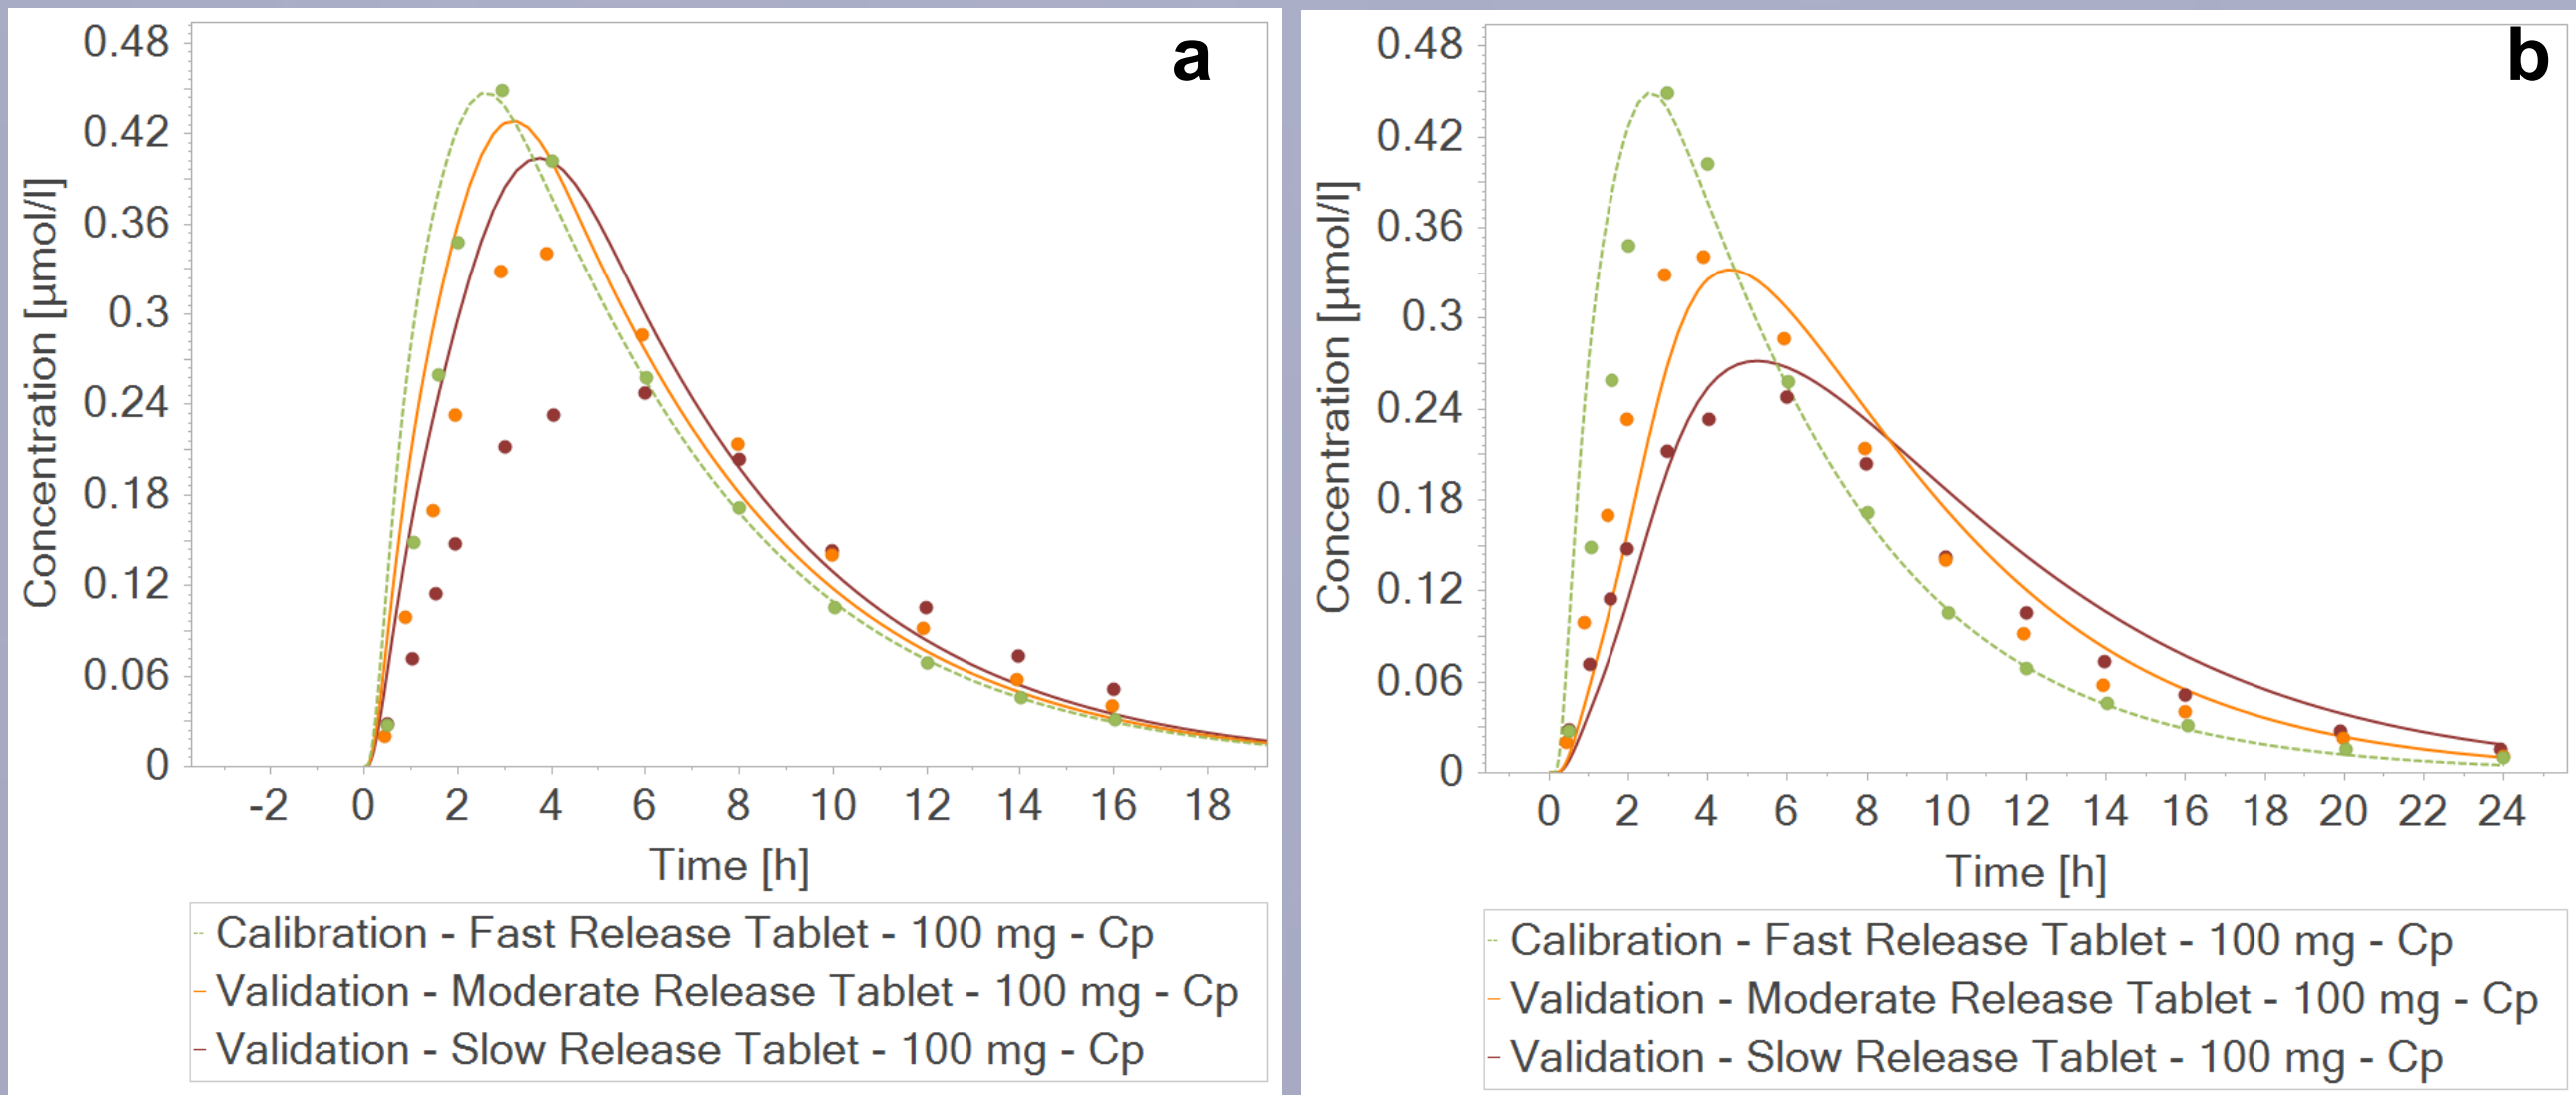 a
0.48
0.42
0.36
0.3
0.24
0.18
0.12
0.06
0
Concentration [µmol/l]
-2 0 2 4 6 8 10 12 14 16 18
Time [h]
Calibration - Fast Release Tablet - 100 mg - Cp
Validation - Moderate Release Tablet - 100 mg - Cp
Validation - Slow Release Tablet - 100 mg - Cp
b
0.48
0.42
0.36
0.3
0.24
0.18
0.12
0.06
0
Concentration [µmol/l]
0 2 4 6 8 10 12 14 16 18 20 22 24
Time [h]
Calibration - Fast Release Tablet - 100 mg - Cp
Validation - Moderate Release Tablet - 100 mg - Cp
Validation - Slow Release Tablet - 100 mg - Cp